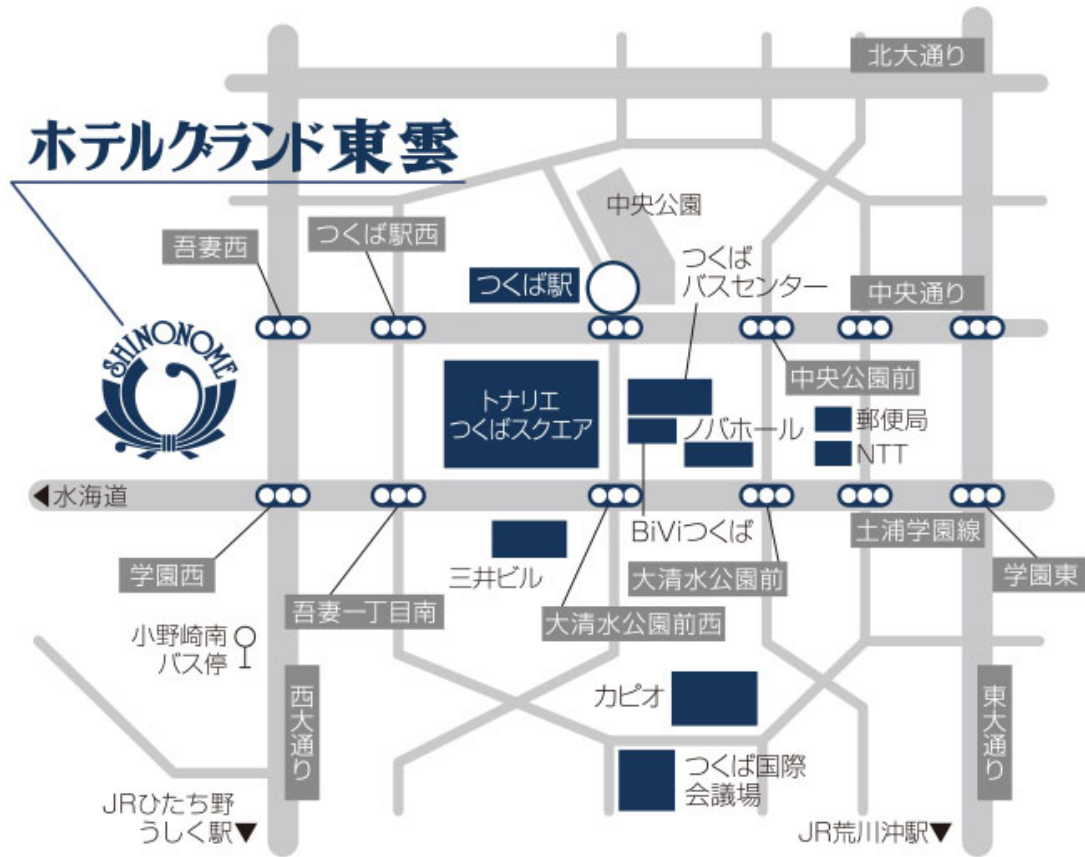 北大通り
ホテルグランド東雲
中央公園
つくば駅西
吾妻西
つくば
バスセンター
つくば駅
中央通り
SHINONOME
中央公園前
トナリエ
つくばスクエア
郵便局
ノバホール
NTT
◀水海道
BiViつくば
土浦学園線
三井ビル
大清水公園前
学園東
学園西
吾妻一丁目南
大清水公園前西
小野崎南
バス停
西大通り
カピオ
東大通り
つくば国際
会議場
JRひたち野
うしく駅▼
JR荒川沖駅▼